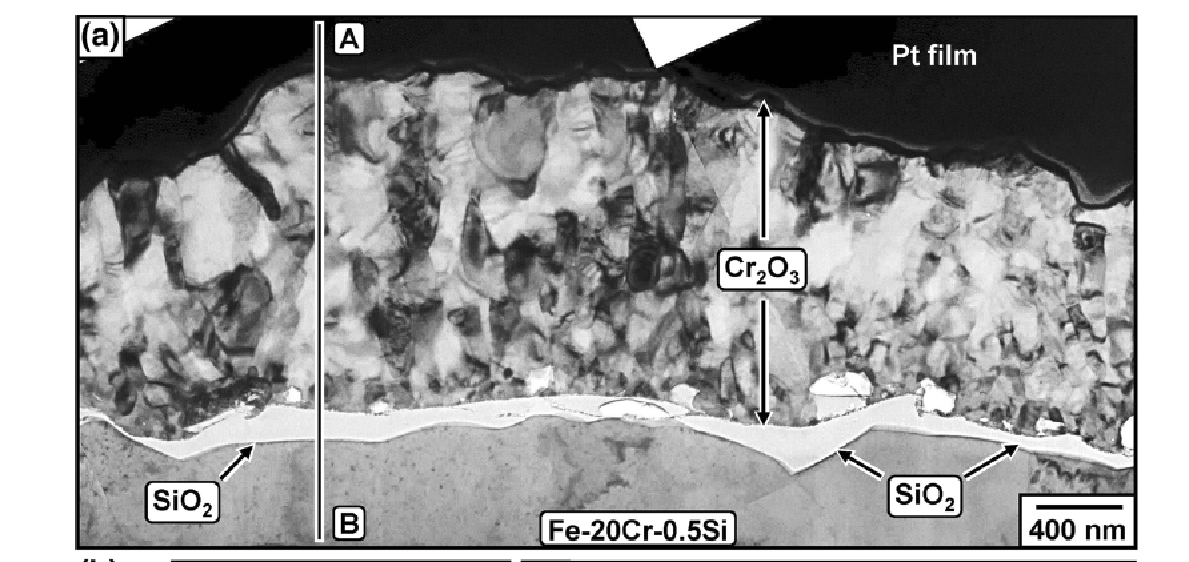 (a)
A
Pt film
Cr₂O₃
SiO₂
SiO₂
B
Fe-20Cr-0.5Si
400 nm